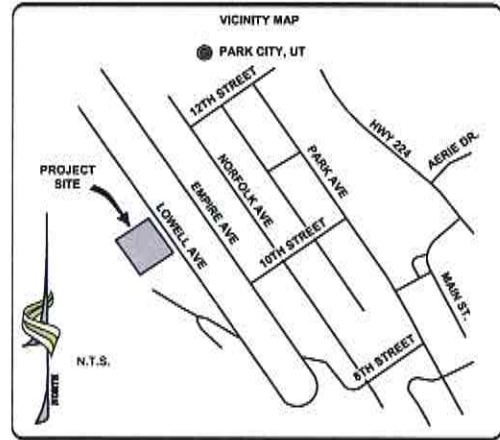 VICINITY MAP
PARK CITY, UT
12TH STREET
HWY 224
AERIE DR.
PARK AVE
NORFOLK AVE
EMPIRE AVE
LOWELL AVE
PROJECT
SITE
10TH STREET
MAIN ST.
8TH STREET
N.T.S.
NORTH